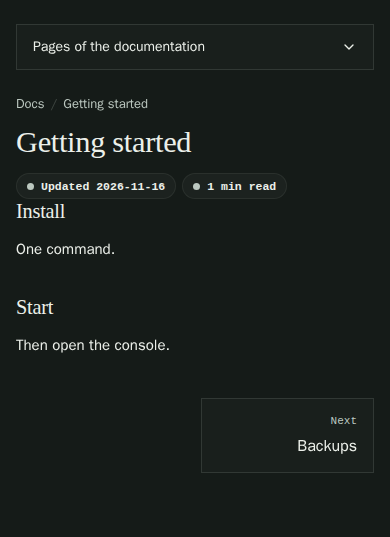 Pages of the documentation
Docs / Getting started
Getting started
Updated 2026-11-16 1 min read
Install
One command.
Start
Then open the console.
Next
Backups